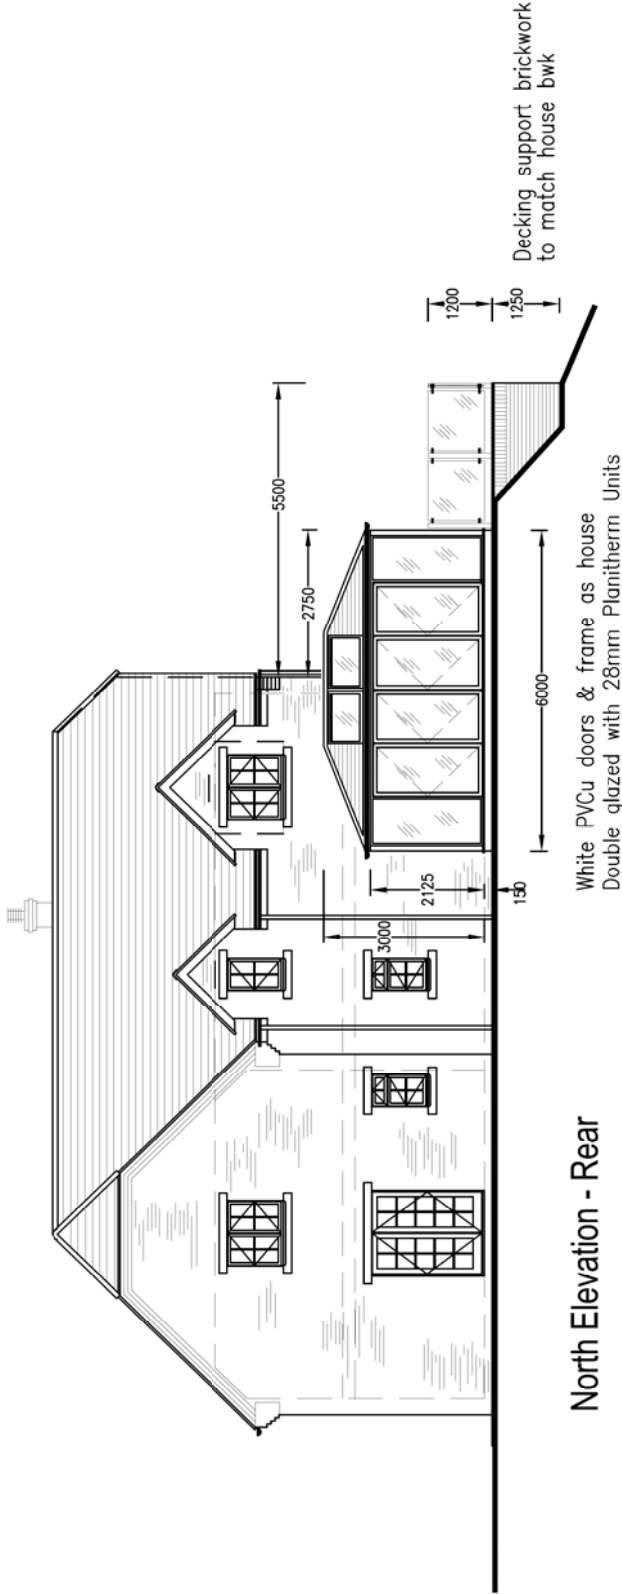 5500
2750
1200
1250
Decking support brickwork
to match house bwk
3000
2125
150
6000
White PVCu doors & frame as house
Double glazed with 28mm Planitherm Units
North Elevation - Rear